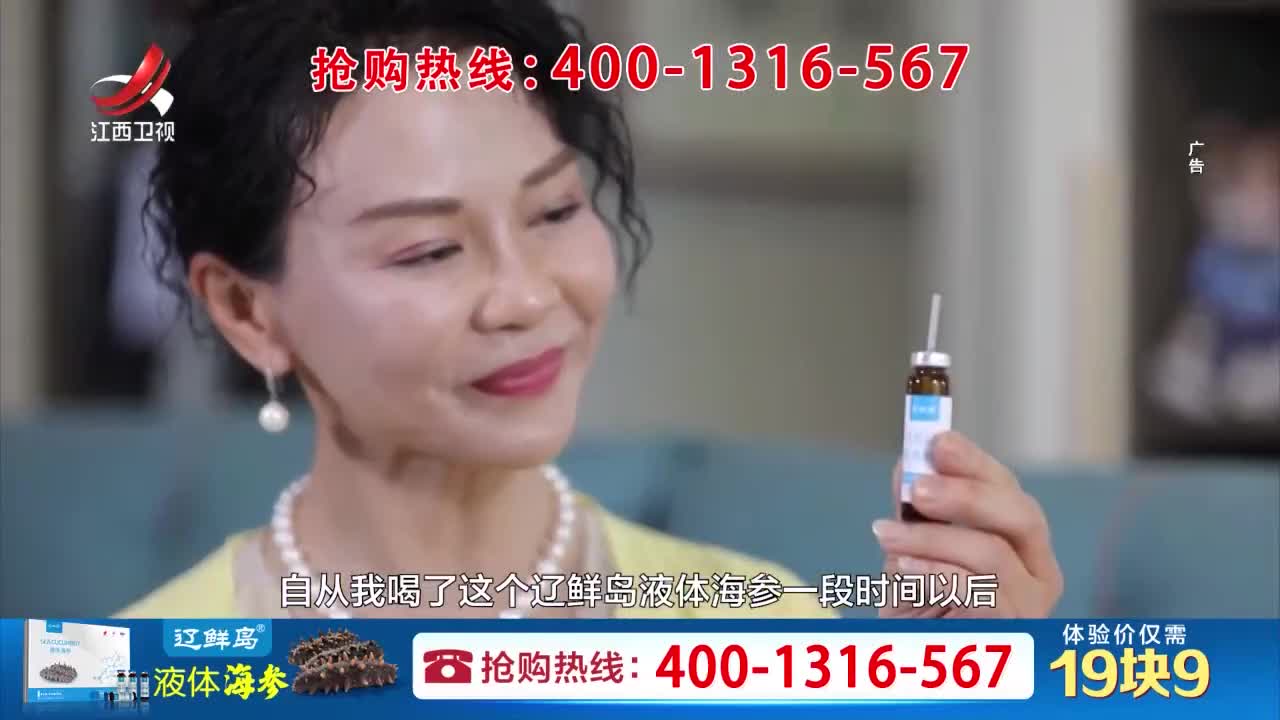 抢购热线:400-1316-567
江西卫视
广告
自从我喝了这个辽鲜岛液体海参一段时间以后
辽鲜岛®
液体海参
SEA CUCUMBER
抢购热线:400-1316-567
体验价仅需
19块9